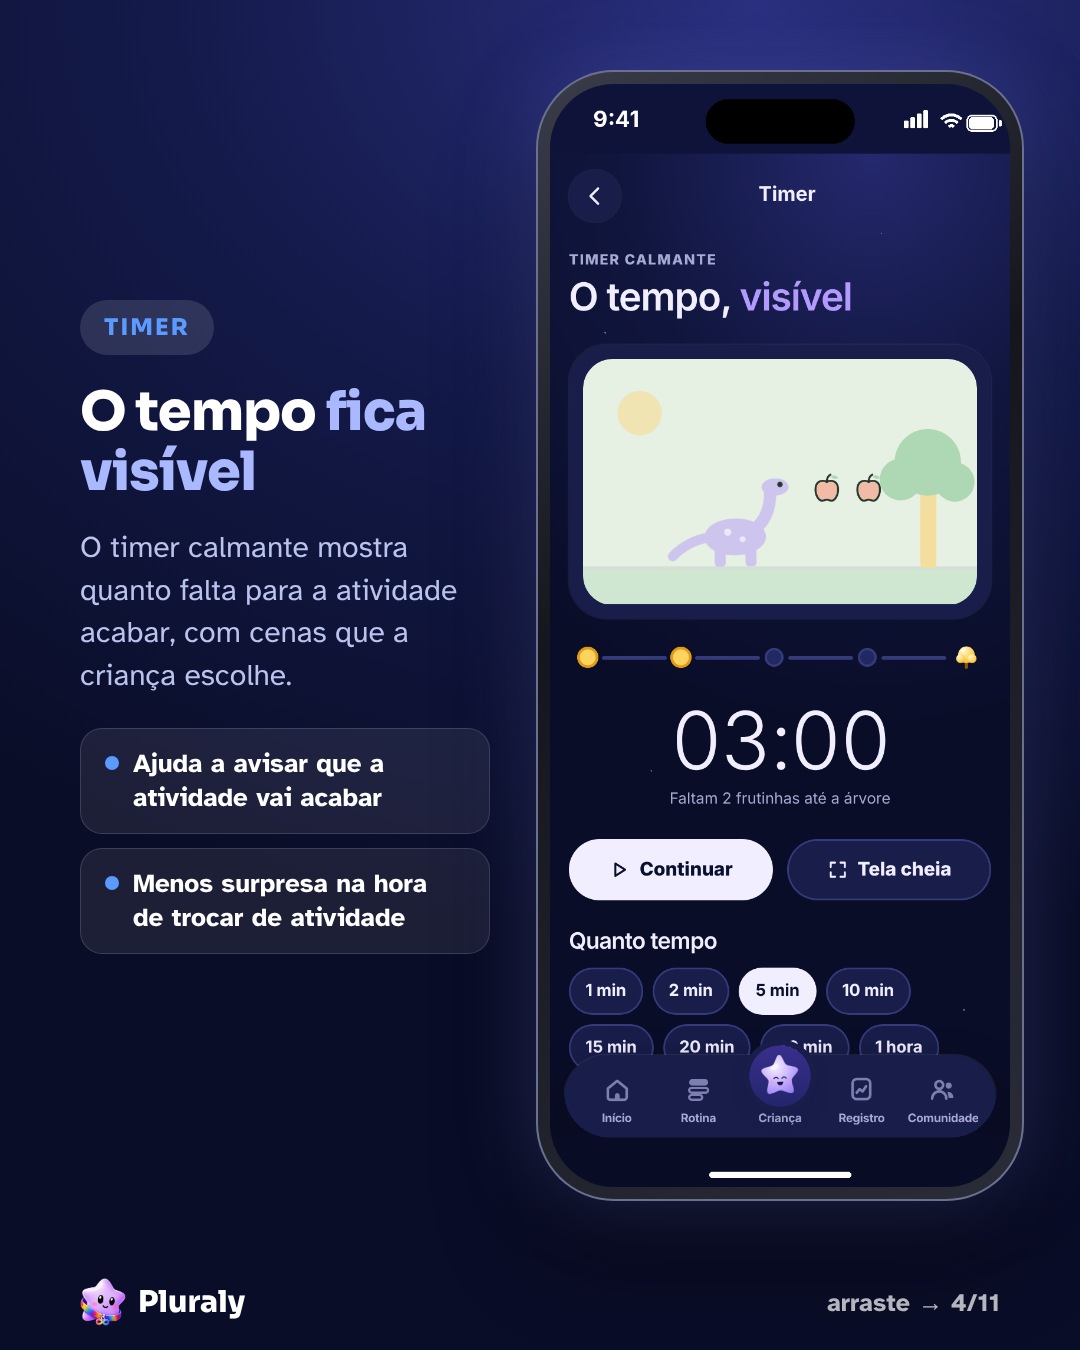 TIMER
O tempo fica
visível
O timer calmante mostra
quanto falta para a atividade
acabar, com cenas que a
criança escolhe.
Ajuda a avisar que a
atividade vai acabar
Menos surpresa na hora
de trocar de atividade
9:41
Timer
TIMER CALMANTE
O tempo, visível
03:00
Faltam 2 frutinhas até a árvore
Continuar
Tela cheia
Quanto tempo
1 min 2 min 5 min 10 min
15 min 20 min min 1 hora
Início Rotina Criança Registro Comunidade
Pluraly
arraste → 4/11